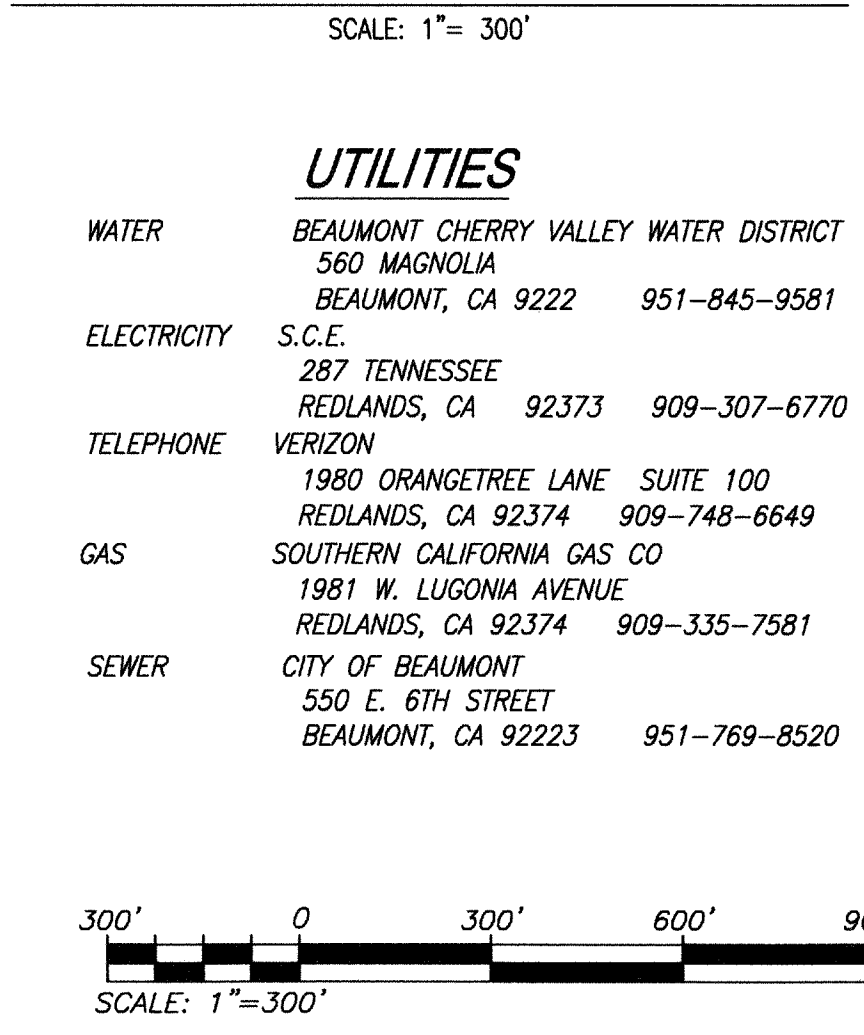 SCALE: 1"= 300'
UTILITIES
WATER BEAUMONT CHERRY VALLEY WATER DISTRICT
560 MAGNOLIA
BEAUMONT, CA 9222 951-845-9581
ELECTRICITY S.C.E.
287 TENNESSEE
REDLANDS, CA 92373 909-307-6770
TELEPHONE VERIZON
1980 ORANGETREE LANE SUITE 100
REDLANDS, CA 92374 909-748-6649
GAS SOUTHERN CALIFORNIA GAS CO
1981 W. LUGONIA AVENUE
REDLANDS, CA 92374 909-335-7581
SEWER CITY OF BEAUMONT
550 E. 6TH STREET
BEAUMONT, CA 92223 951-769-8520
300' 0 300' 600'
SCALE: 1"=300'